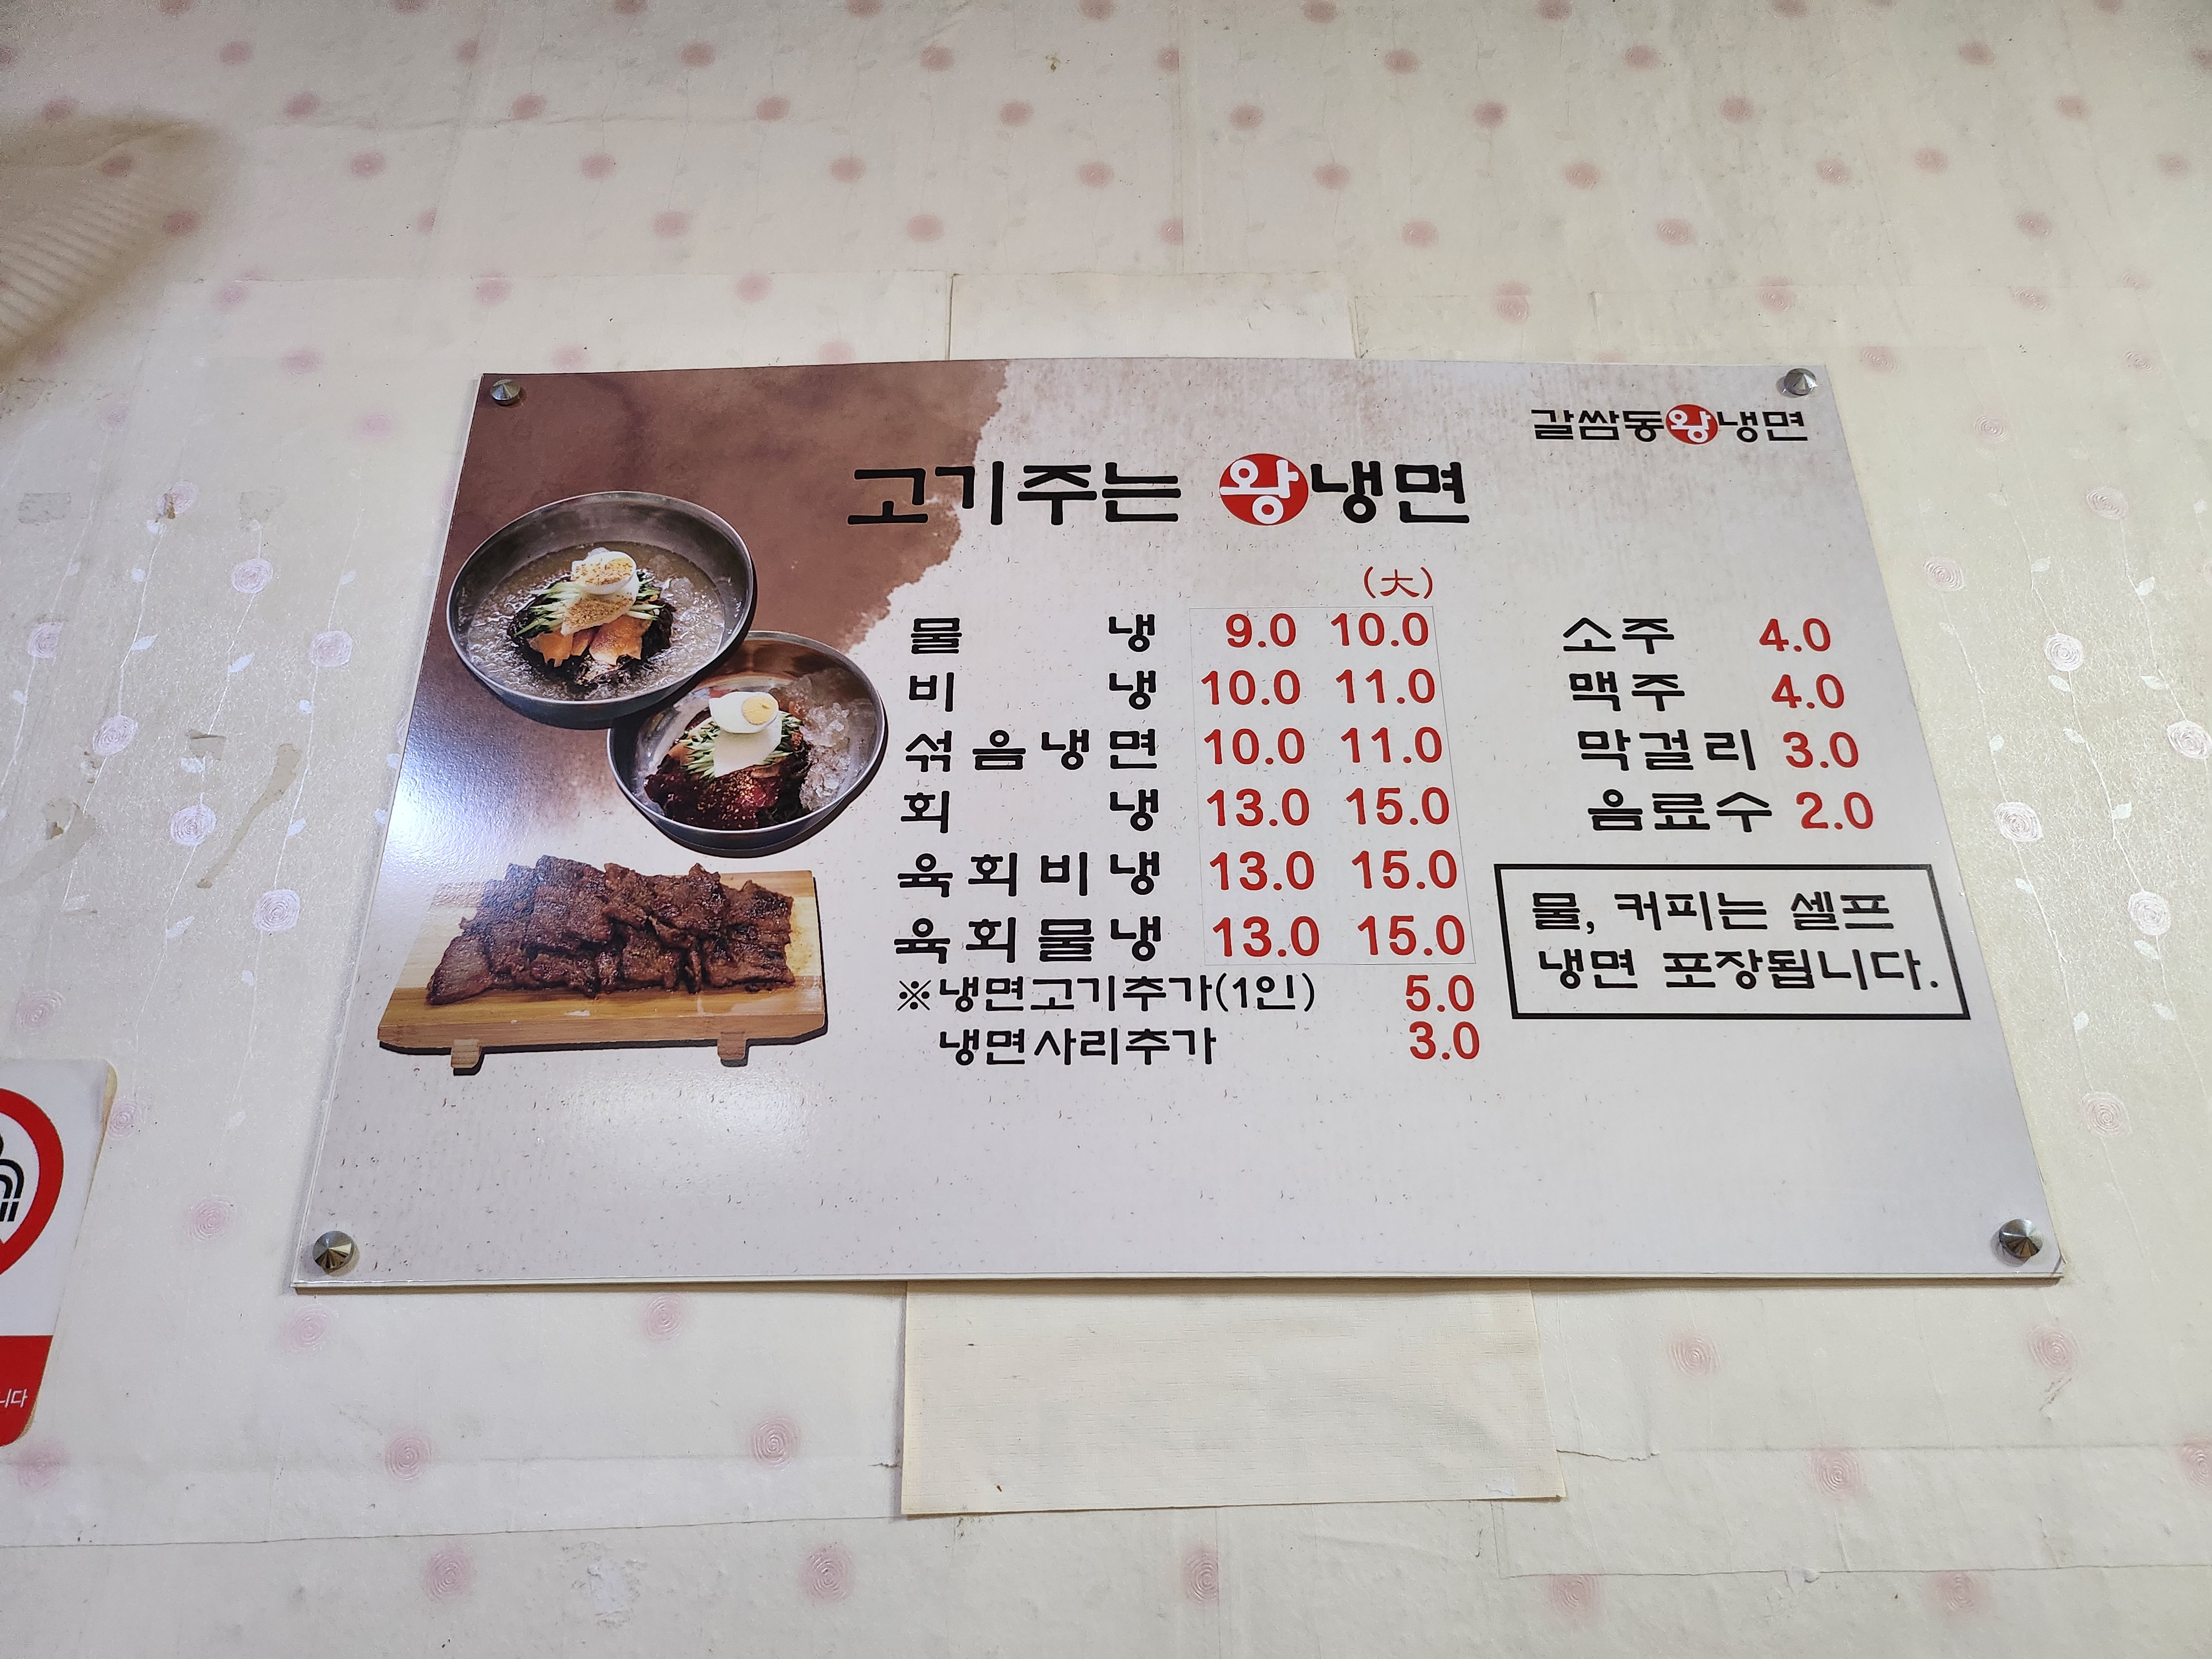 갈쌈동왕냉면
고기주는 왕냉면
(大)
물 냉 9.0 10.0
비 냉 10.0 11.0
섞음냉면 10.0 11.0
회 냉 13.0 15.0
육회비냉 13.0 15.0
육회물냉 13.0 15.0
※냉면고기추가(1인) 5.0
냉면사리추가 3.0
소주 4.0
맥주 4.0
막걸리 3.0
음료수 2.0
물, 커피는 셀프
냉면 포장됩니다.
니다